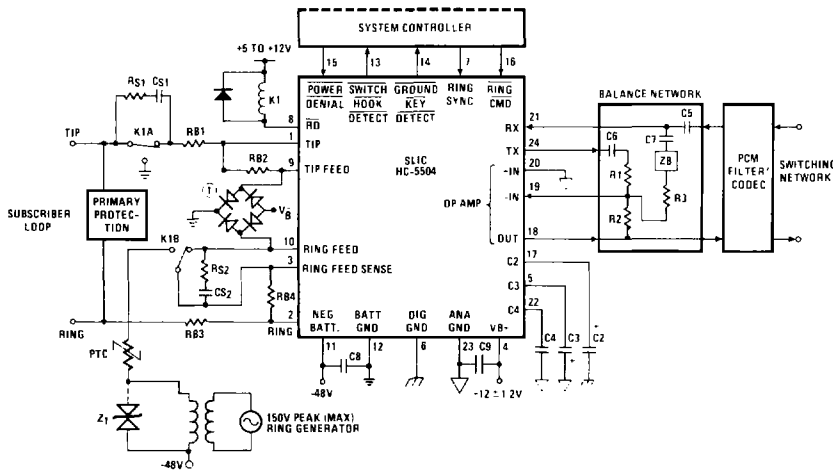 SYSTEM CONTROLLER
+5 TO +12V
15 13 14 7 16
RS1 CS1
K1
POWER DENIAL
SWITCH HOOK DETECT
GROUND KEY DETECT
RING SYNC
RING CMD
BALANCE NETWORK
8
RD
21
RX
C5
TIP
K1A
RB1
1
TIP
24
TX
C6
C7
ZB
RB2
9
TIP FEED
SLIC
HC-5504
20
-IN
R1
R3
PCM
FILTER/
CODEC
SWITCHING
NETWORK
PRIMARY
PROTEC-
TION
SUBSCRIBER
LOOP
VB
OP AMP
19
-IN
R2
K1B
10
RING FEED
18
OUT
RS2
CS2
3
RING FEED SENSE
17
C2
RB4
5
C3
22
C4
RING
RB3
2
RING
NEG
BATT.
BATT
GND
DIG
GND
ANA
GND
VB-
C4 C3 C2
+
+
PTC
11
C8
12
6
23
C9
4
-48V
-12 ± 1.2V
Z1
150V PEAK (MAX)
RING GENERATOR
-48V